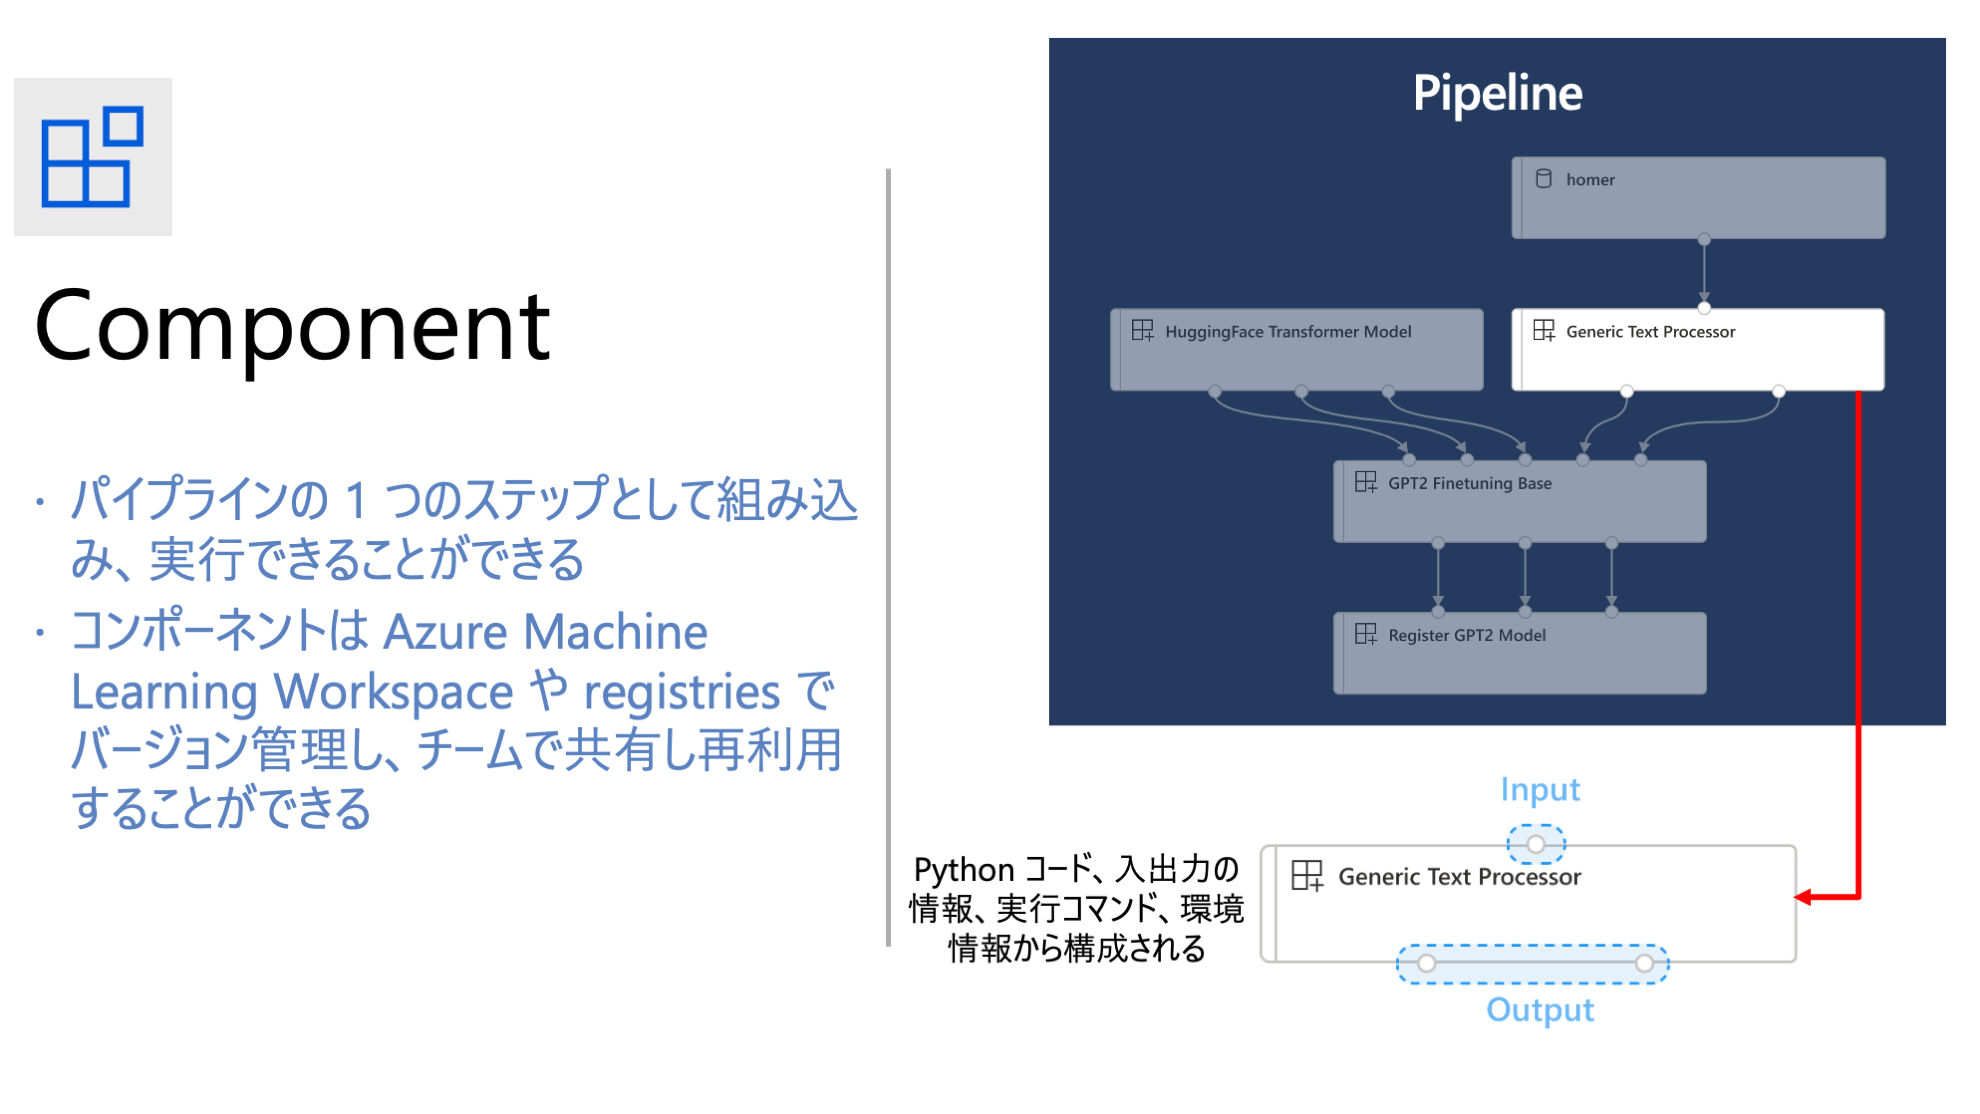 Component
・パイプラインの 1 つのステップとして組み込
み、実行できることができる
・コンポーネントは Azure Machine
Learning Workspace や registries で
バージョン管理し、チームで共有し再利用
することができる
Pipeline
homer
HuggingFace Transformer Model
Generic Text Processor
GPT2 Finetuning Base
Register GPT2 Model
Input
Python コード、入出力の
情報、実行コマンド、環境
情報から構成される
Generic Text Processor
Output